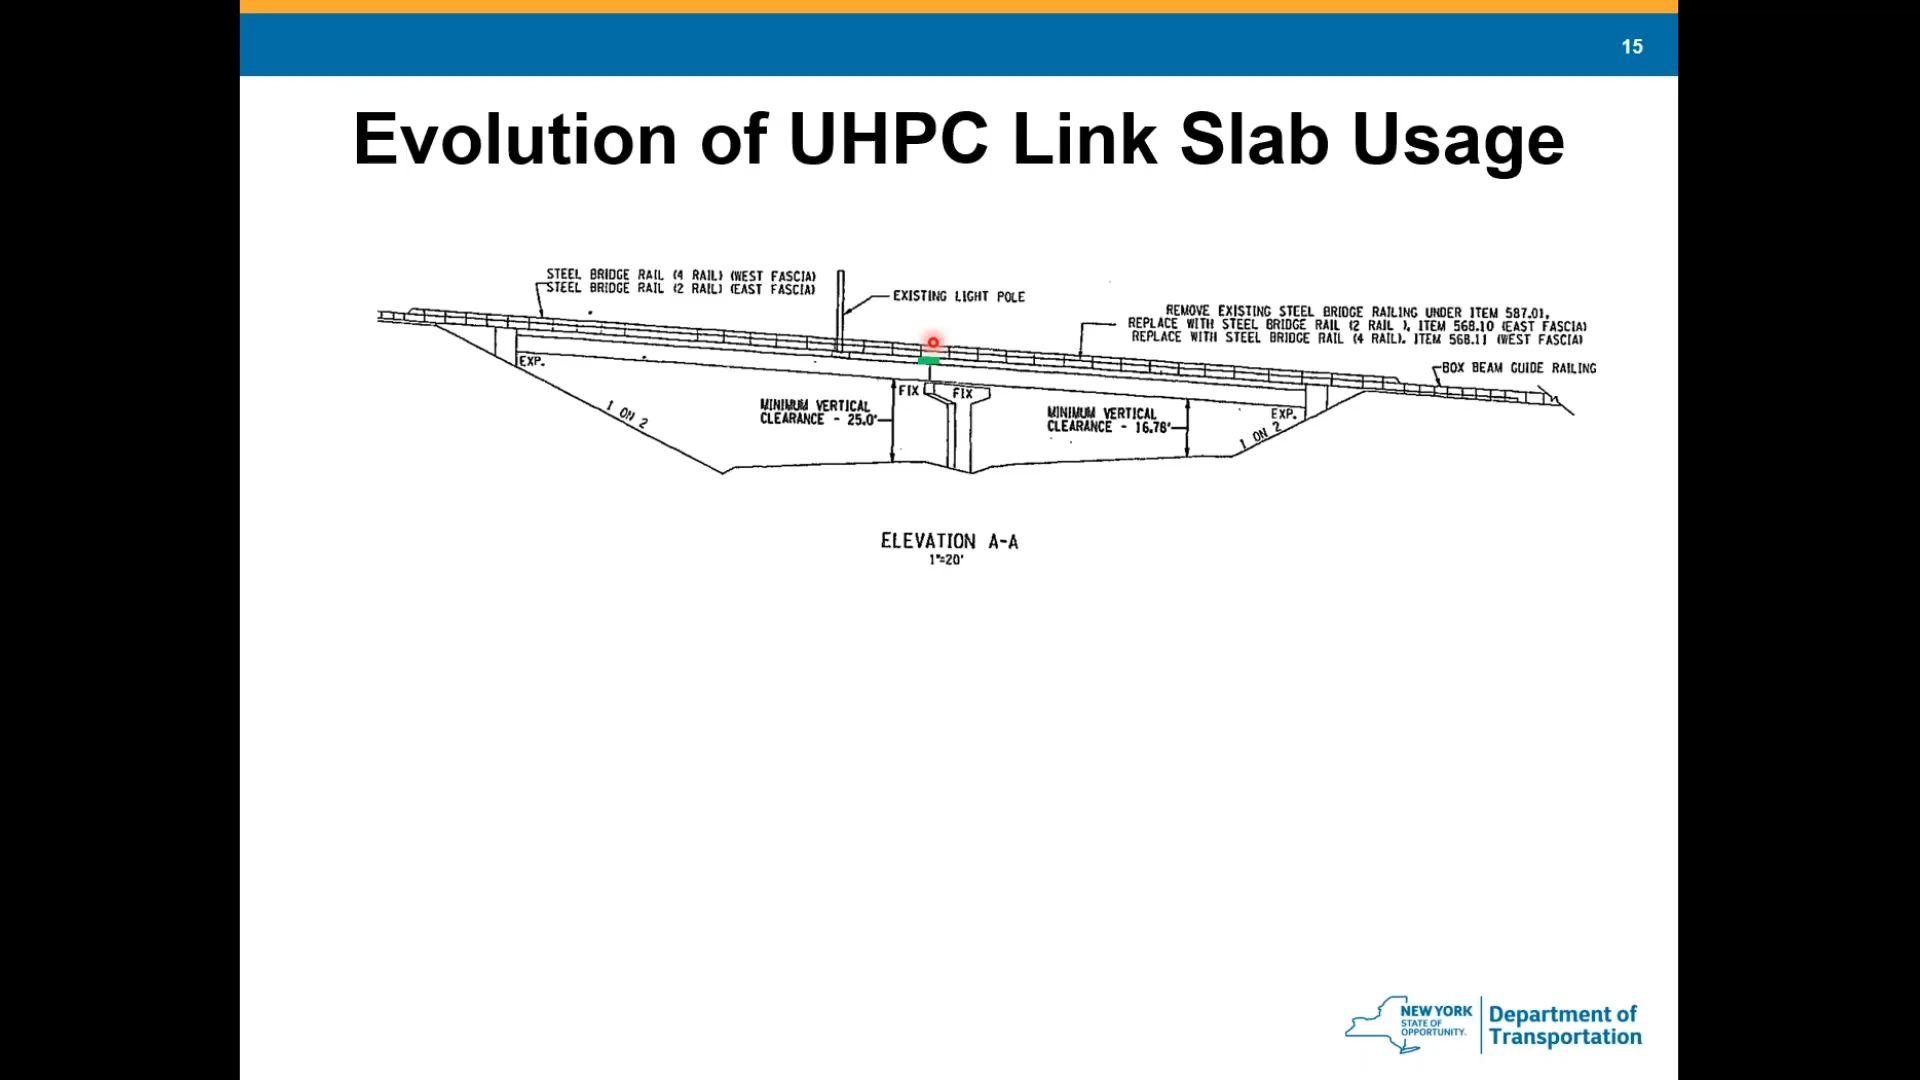 15
Evolution of UHPC Link Slab Usage
STEEL BRIDGE RAIL (4 RAIL) (WEST FASCIA)
STEEL BRIDGE RAIL (2 RAIL) (EAST FASCIA)
EXISTING LIGHT POLE
REMOVE EXISTING STEEL BRIDGE RAILING UNDER ITEM 587.01,
REPLACE WITH STEEL BRIDGE RAIL (2 RAIL ), ITEM 568.10 (EAST FASCIA)
REPLACE WITH STEEL BRIDGE RAIL (4 RAIL), ITEM 568.11 (WEST FASCIA)
BOX BEAM GUIDE RAILING
EXP.
FIX
FIX
1 ON 2
MINIMUM VERTICAL
CLEARANCE - 25.0'
MINIMUM VERTICAL
CLEARANCE - 16.78'
EXP.
1 ON 2
ELEVATION A-A
1"=20'
NEW YORK
STATE OF
OPPORTUNITY.
Department of
Transportation